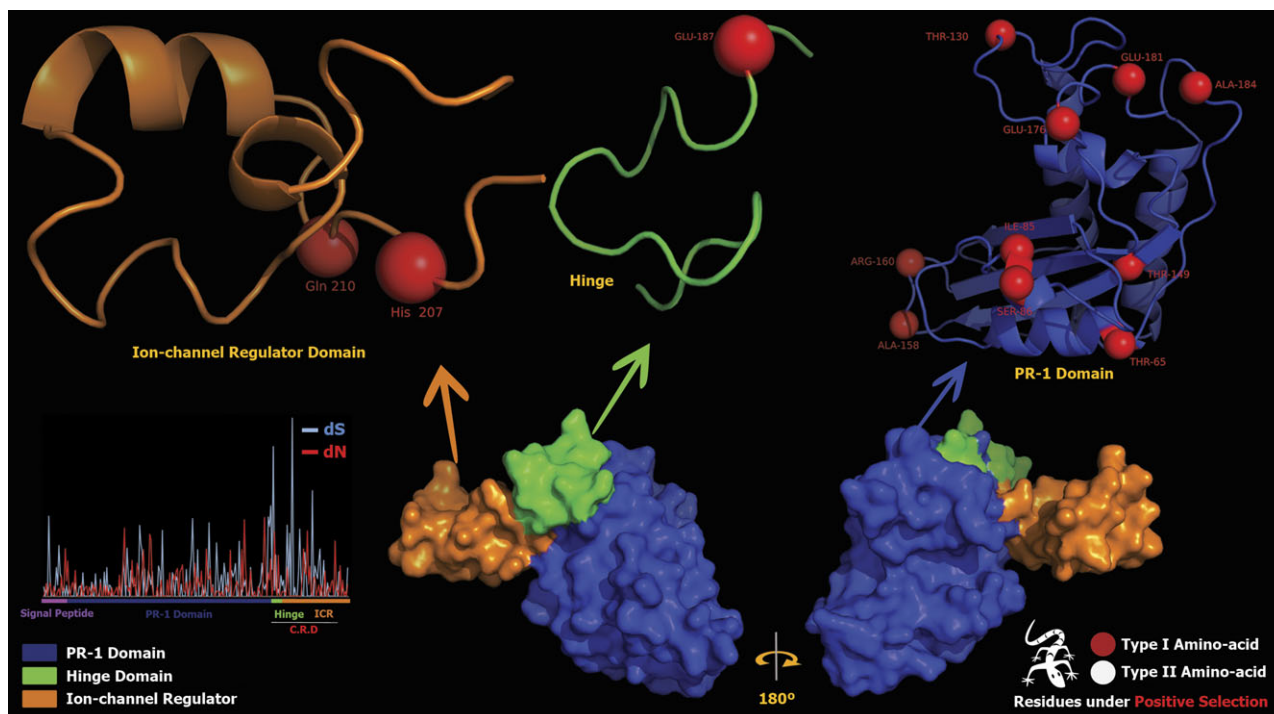 GLU-187
THR-130
GLU-181
ALA-184
GLU-176
ILE-85
ARG-160
THR-149
SER-86
ALA-158
THR-65
Gln 210
His 207
Hinge
Ion-channel Regulator Domain
PR-1 Domain
dS
dN
Signal Peptide
PR-1 Domain
Hinge
ICR
C.R.D
PR-1 Domain
Hinge Domain
Ion-channel Regulator
180º
Type I Amino-acid
Type II Amino-acid
Residues under Positive Selection